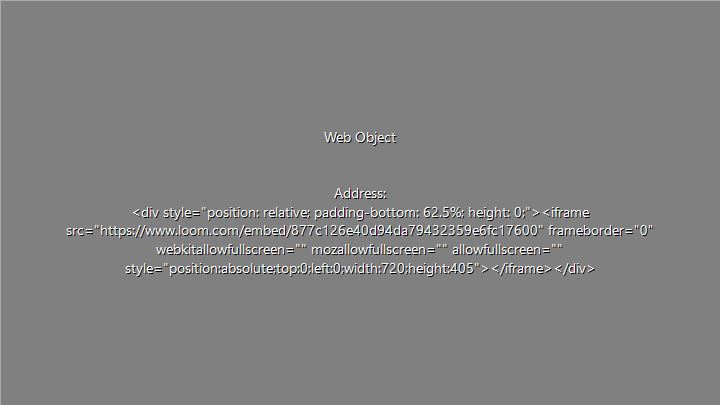 Web Object
Address:
<div style="position: relative; padding-bottom: 62.5%; height: 0;"><iframe
src="https://www.loom.com/embed/877c126e40d94da79432359e6fc17600" frameborder="0"
webkitallowfullscreen="" mozallowfullscreen="" allowfullscreen=""
style="position:absolute;top:0;left:0;width:720;height:405"></iframe></div>